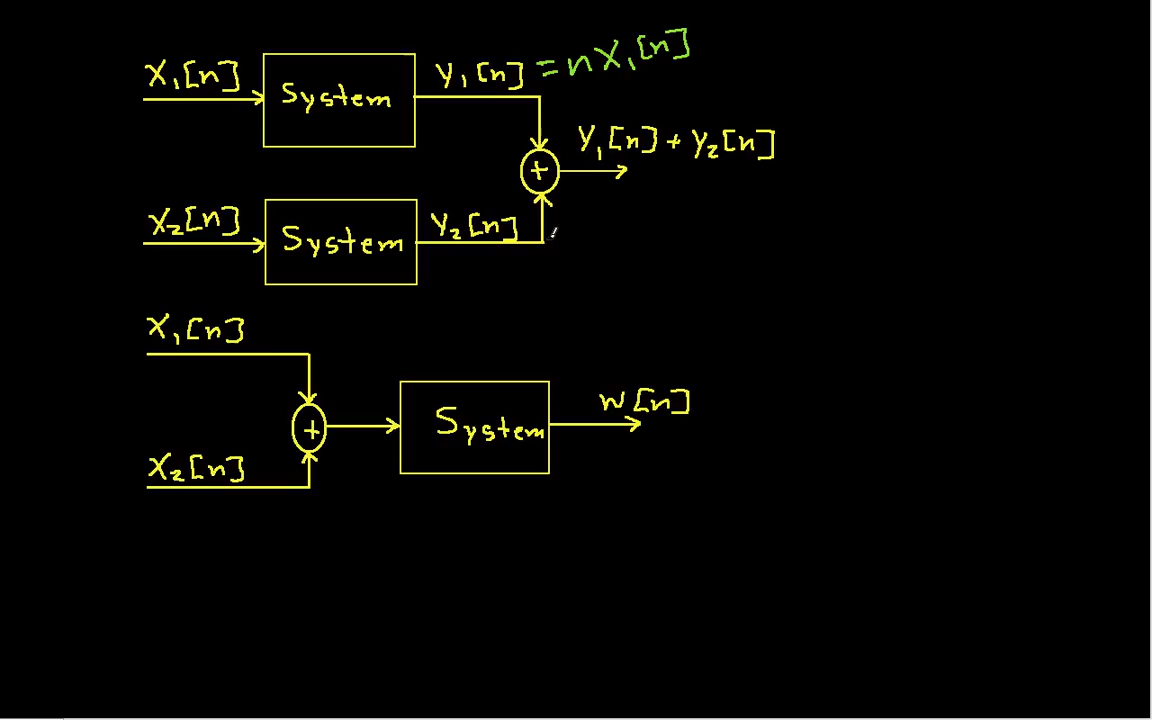 X₁[n] System Y₁[n] = nX₁[n]
+ Y₁[n] + Y₂[n]
X₂[n] System Y₂[n]
X₁[n]
+ System W[n]
X₂[n]